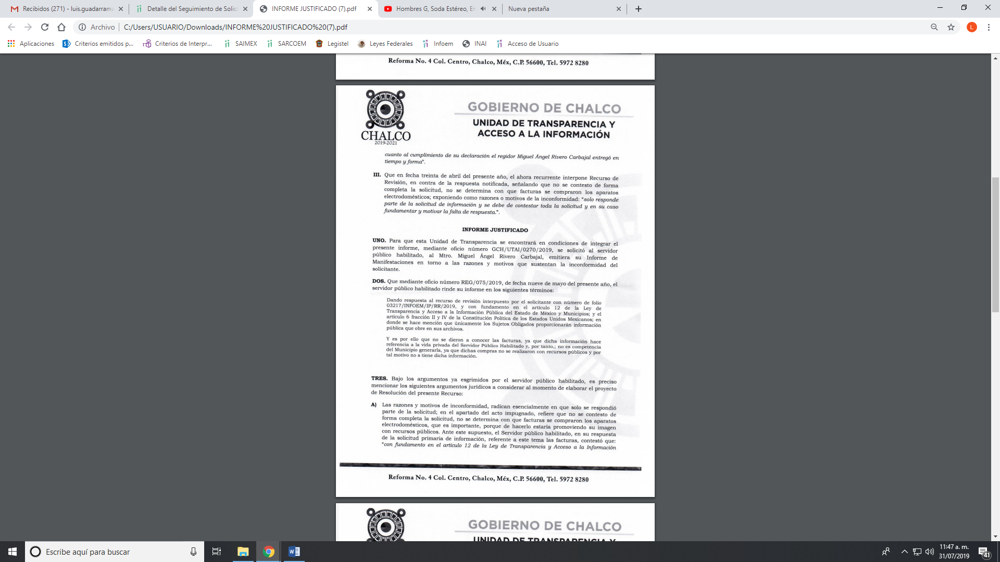 Recibidos (271) - luis.guadarrama
Detalle del Seguimiento de Solici
INFORME JUSTIFICADO (7).pdf
Hombres G, Soda Estéreo, En
Nueva pestaña
Archivo
C:/Users/USUARIO/Downloads/INFORME%20JUSTIFICADO%20(7).pdf
L
Aplicaciones
Criterios emitidos p...
Criterios de Interpr...
SAIMEX
SARCOEM
Legistel
Leyes Federales
Infoem
INAI
Acceso de Usuario
Reforma No. 4 Col. Centro, Chalco, Méx, C.P. 56600, Tel. 5972 8280
CHALCO
2019-2021
GOBIERNO DE CHALCO
UNIDAD DE TRANSPARENCIA Y
ACCESO A LA INFORMACIÓN
cuanto al cumplimiento de su declaración el regidor Miguel Ángel Rivero Carbajal entregó en
tiempo y forma".
III. Que en fecha treinta de abril del presente año, el ahora recurrente interpone Recurso de
Revisión, en contra de la respuesta notificada, señalando que no se contesto de forma
completa la solicitud, no se determina con que facturas se compraron los aparatos
electrodomésticos; exponiendo como razones o motivos de la inconformidad: "solo responde
parte de la solicitud de información y se debe de contestar toda la solicitud y en su caso
fundamentar y motivar la falta de respuesta.".
INFORME JUSTIFICADO
UNO. Para que esta Unidad de Transparencia se encontrará en condiciones de integrar el
presente informe, mediante oficio número GCH/UTAI/0270/2019, se solicitó al servidor
público habilitado, al Mtro. Miguel Ángel Rivero Carbajal, emitiera su Informe de
Manifestaciones en torno a las razones y motivos que sustentan la inconformidad del
solicitante.
DOS. Que mediante oficio número REG/075/2019, de fecha nueve de mayo del presente año, el
servidor público habilitado rinde su informe en los siguientes términos:
Dando respuesta al recurso de revisión interpuesto por el solicitante con número de folio
03217/INFOEM/IP/RR/2019, y con fundamento en el artículo 12 de la Ley de
Transparencia y Acceso a la Información Pública del Estado de México y Municipios; y el
artículo 6 fracción II y IV de la Constitución Política de los Estados Unidos Mexicanos; en
donde se hace mención que únicamente los Sujetos Obligados proporcionarán información
pública que obre en sus archivos.
Y es por ello que no se dieron a conocer las facturas, ya que dicha información hace
referencia a la vida privada del Servidor Público Habilitado y, por tanto,; no es competencia
del Municipio generarla, ya que dichas compras no se realizaron con recursos públicos y por
tal motivo no s tiene dicha información.
TRES. Bajo los argumentos ya esgrimidos por el servidor público habilitado, es preciso
mencionar los siguientes argumentos jurídicos a considerar al momento de elaborar el proyecto
de Resolución del presente Recurso:
A) Las razones y motivos de inconformidad, radican esencialmente en que solo se respondió
parte de la solicitud; en el apartado del acto impugnado, refiere que no se contesto de
forma completa la solicitud, no se determina con que facturas se compraron los aparatos
electrodomésticos, que es importante, porque de hacerlo estaría promoviendo su imagen
con recursos públicos. Ante este supuesto, el Servidor público habilitado, en su respuesta
de la solicitud primaria de información, referente a este tema las facturas, contestó que:
"con fundamento en el artículo 12 de la Ley de Transparencia y Acceso a la Información
Reforma No. 4 Col. Centro, Chalco, Méx, C.P. 56600, Tel. 5972 8280
GOBIERNO DE CHALCO
UNIDAD DE TRANSPARENCIA Y
Escribe aquí para buscar
11:47 a. m.
31/07/2019
41